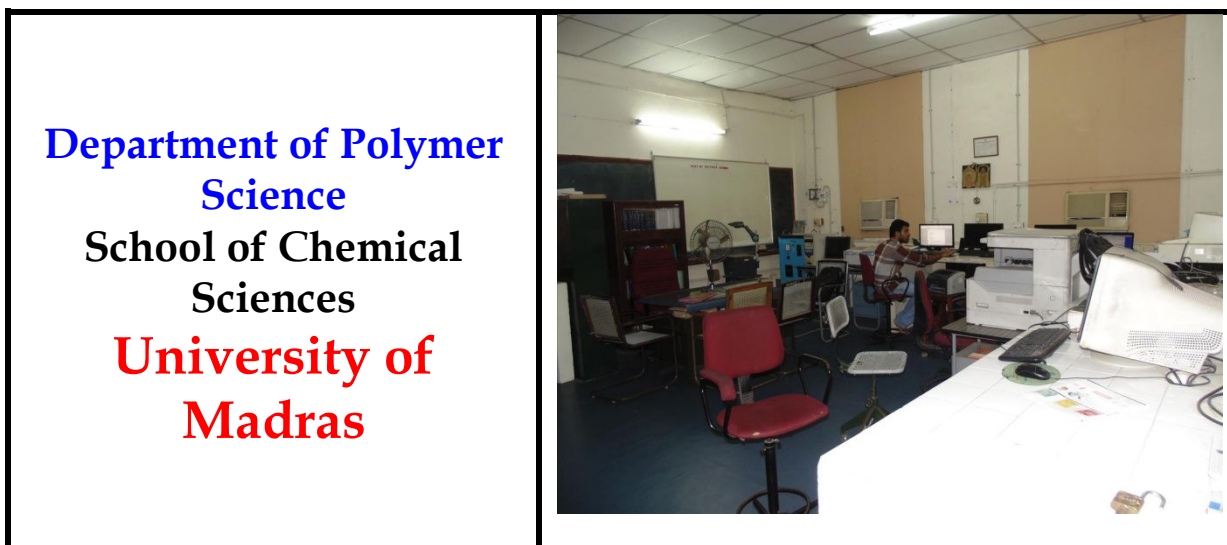 Department of Polymer
Science
School of Chemical
Sciences
University of
Madras